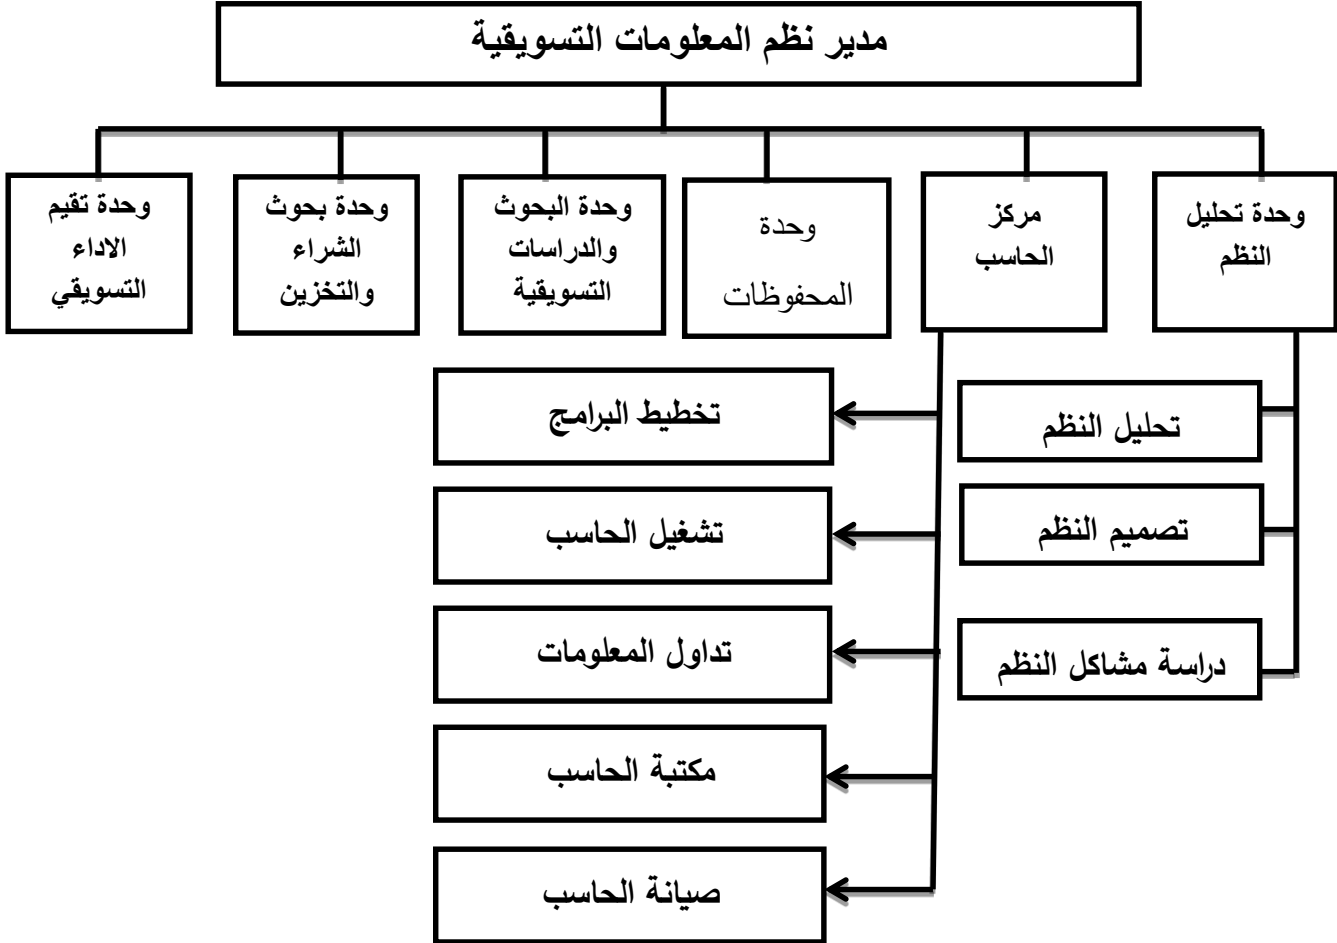 مدير نظم المعلومات التسويقية
وحدة تحليل
النظم
مركز
الحاسب
وحدة
المحفوظات
وحدة البحوث
والدراسات
التسويقية
وحدة بحوث
الشراء
والتخزين
وحدة تقيم
الاداء
التسويقي
تحليل النظم
تصميم النظم
دراسة مشاكل النظم
تخطيط البرامج
تشغيل الحاسب
تداول المعلومات
مكتبة الحاسب
صيانة الحاسب